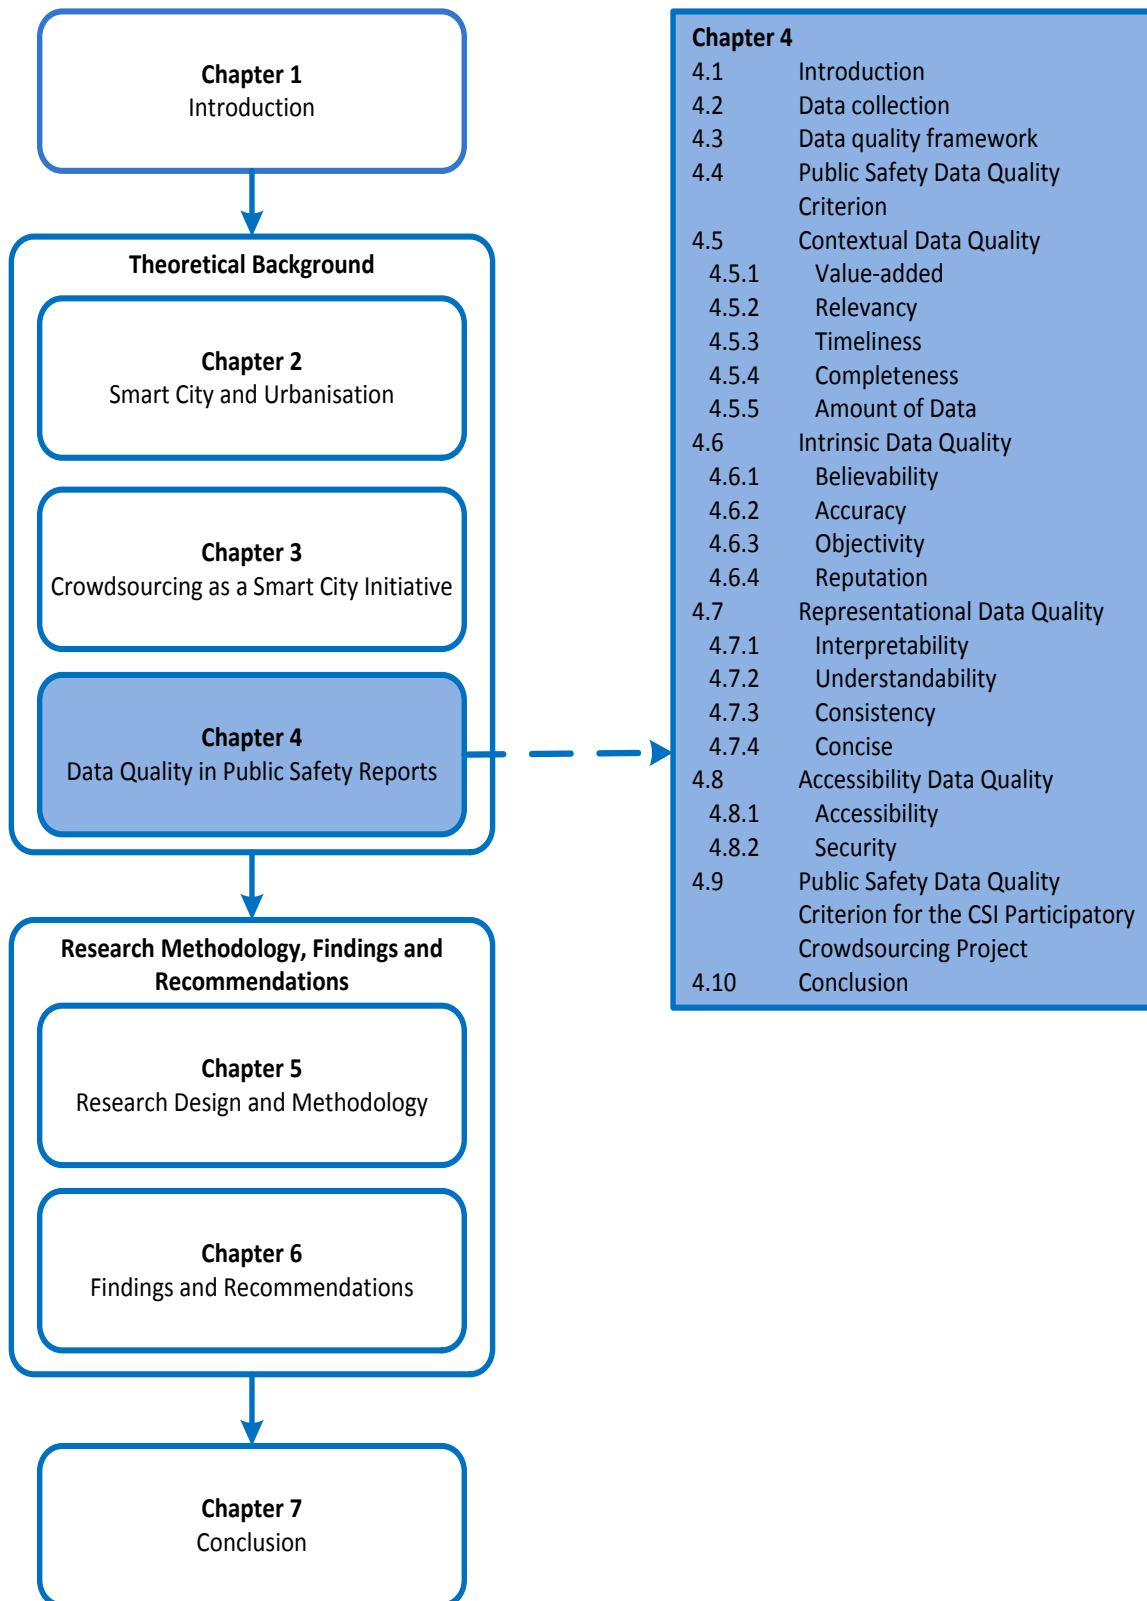 Chapter 1
Introduction
Theoretical Background
Chapter 2
Smart City and Urbanisation
Chapter 3
Crowdsourcing as a Smart City Initiative
Chapter 4
Data Quality in Public Safety Reports
Research Methodology, Findings and
Recommendations
Chapter 5
Research Design and Methodology
Chapter 6
Findings and Recommendations
Chapter 7
Conclusion
Chapter 4
4.1 Introduction
4.2 Data collection
4.3 Data quality framework
4.4 Public Safety Data Quality
Criterion
4.5 Contextual Data Quality
4.5.1 Value-added
4.5.2 Relevancy
4.5.3 Timeliness
4.5.4 Completeness
4.5.5 Amount of Data
4.6 Intrinsic Data Quality
4.6.1 Believability
4.6.2 Accuracy
4.6.3 Objectivity
4.6.4 Reputation
4.7 Representational Data Quality
4.7.1 Interpretability
4.7.2 Understandability
4.7.3 Consistency
4.7.4 Concise
4.8 Accessibility Data Quality
4.8.1 Accessibility
4.8.2 Security
4.9 Public Safety Data Quality
Criterion for the CSI Participatory
Crowdsourcing Project
4.10 Conclusion